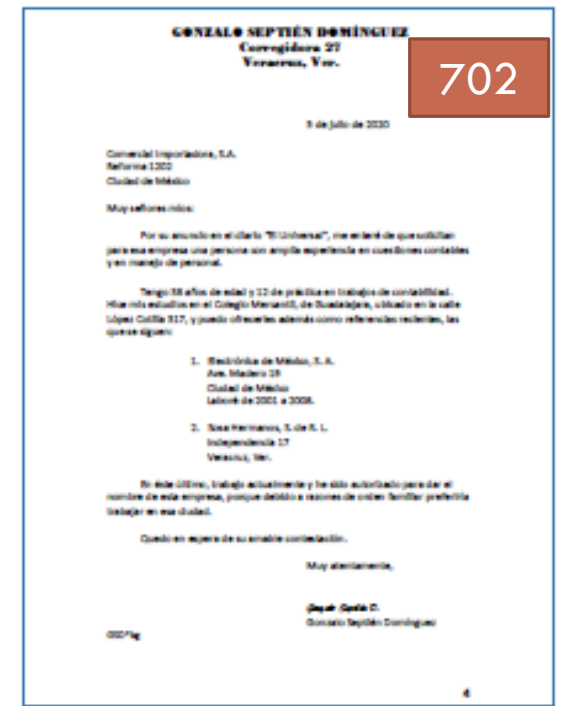 GONZALO SEPTIÉN DOMÍNGUEZ
Corregidora 27
Veracruz, Ver.
702
5 de julio de 2020
Comercial Importadora, S.A.
Reforma 1202
Ciudad de México
Muy señores míos:
Por su anuncio en el diario "El Universal", me enteré de que solicitan
para esa empresa una persona con amplia experiencia en cuestiones contables
y en manejo de personal.
Tengo 38 años de edad y 12 de práctica en trabajos de contabilidad.
Hice mis estudios en el Colegio Mercantil, de Guadalajara, ubicado en la calle
López Cotilla 317, y puedo ofrecerles además como referencias recientes, las
que se siguen:
1. Electrónica de México, S. A.
Ave. Madero 19
Ciudad de México
Laboré de 2001 a 2008.
2. Sosa Hermanos, S. de R. L.
Independencia 17
Veracruz, Ver.
En éste último, trabajo actualmente y he sido autorizado para dar el
nombre de esta empresa, porque debido a razones de orden familiar preferiría
trabajar en esa ciudad.
Quedo en espera de su amable contestación.
Muy atentamente,
Gonzalo Septién D.
Gonzalo Septién Domínguez
GSD*lkg
4